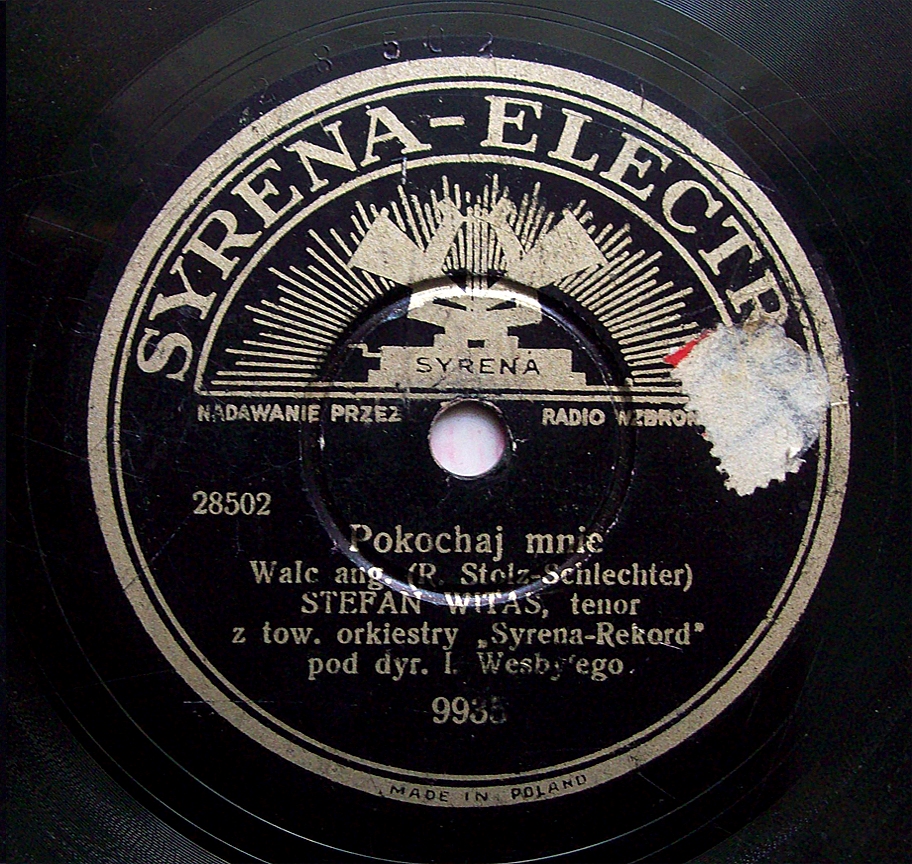 28502
SYRENA-ELECTR
SYRENA
NADAWANIE PRZEZ RADIO WZBRON
28502
Pokochaj mnie
Walc ang. (R. Stolz-Schlechter)
STEFAN WITAS, tenor
z tow. orkiestry „Syrena-Rekord”
pod dyr. I. Wesby'ego.
9935
MADE IN POLAND